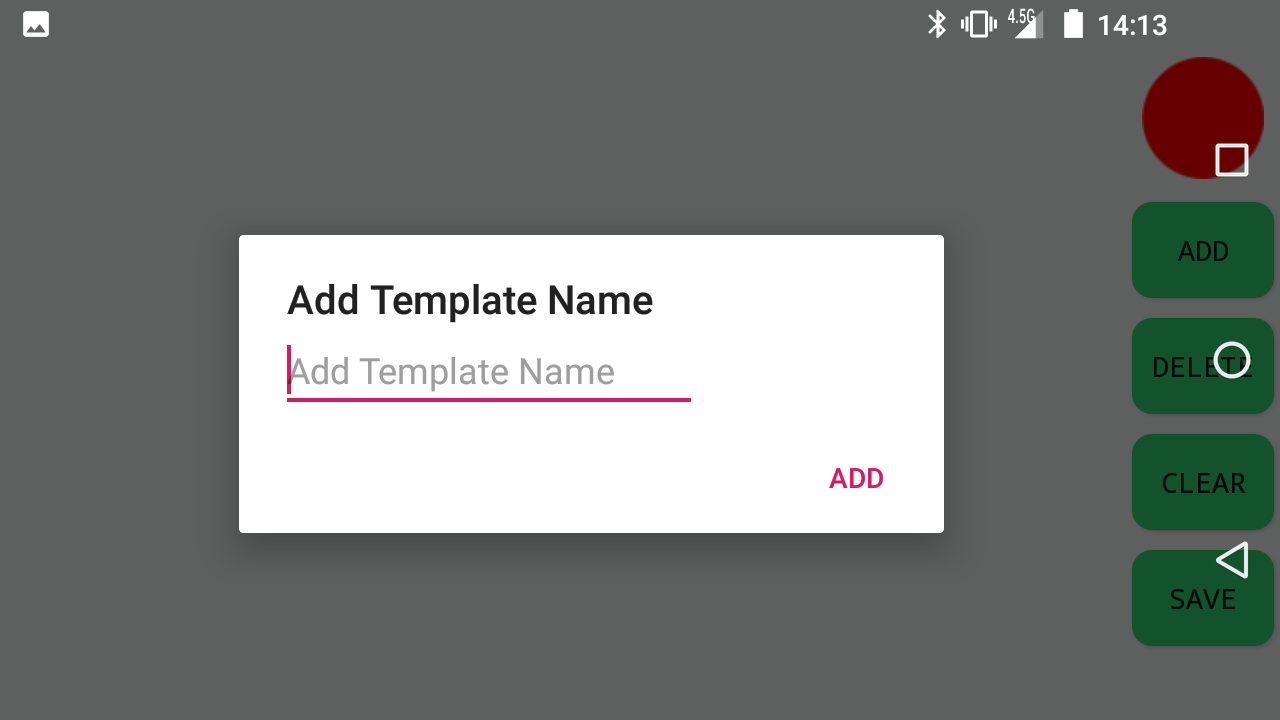 4.5G 14:13
Add Template Name
Add Template Name
ADD
ADD
DELETE
CLEAR
SAVE